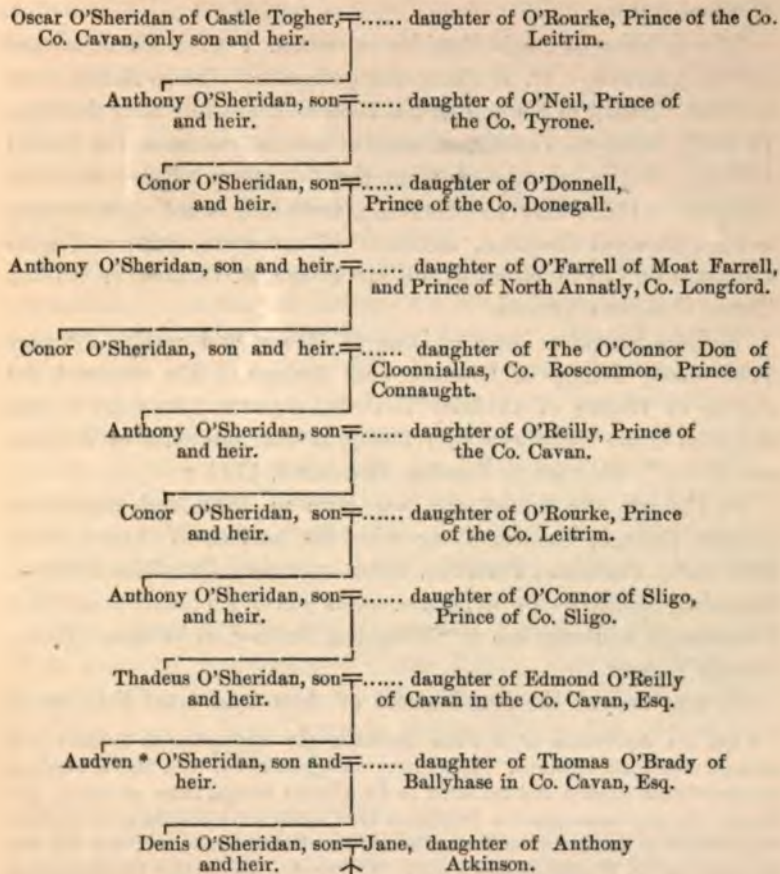 Oscar O'Sheridan of Castle Togher, ...... daughter of O'Rourke, Prince of the Co.
Co. Cavan, only son and heir. Leitrim.
Anthony O'Sheridan, son ...... daughter of O'Neil, Prince of
and heir. the Co. Tyrone.
Conor O'Sheridan, son ...... daughter of O'Donnell,
and heir. Prince of the Co. Donegall.
Anthony O'Sheridan, son and heir. ...... daughter of O'Farrell of Moat Farrell,
and Prince of North Annatly, Co. Longford.
Conor O'Sheridan, son and heir. ...... daughter of The O'Connor Don of
Cloonniallas, Co. Roscommon, Prince of
Connaught.
Anthony O'Sheridan, son ...... daughter of O'Reilly, Prince of
and heir. the Co. Cavan.
Conor O'Sheridan, son ...... daughter of O'Rourke, Prince
and heir. of the Co. Leitrim.
Anthony O'Sheridan, son ...... daughter of O'Connor of Sligo,
and heir. Prince of Co. Sligo.
Thadeus O'Sheridan, son ...... daughter of Edmond O'Reilly
and heir. of Cavan in the Co. Cavan, Esq.
Audven * O'Sheridan, son and ...... daughter of Thomas O'Brady of
heir. Ballyhase in Co. Cavan, Esq.
Denis O'Sheridan, son Jane, daughter of Anthony
and heir. Atkinson.